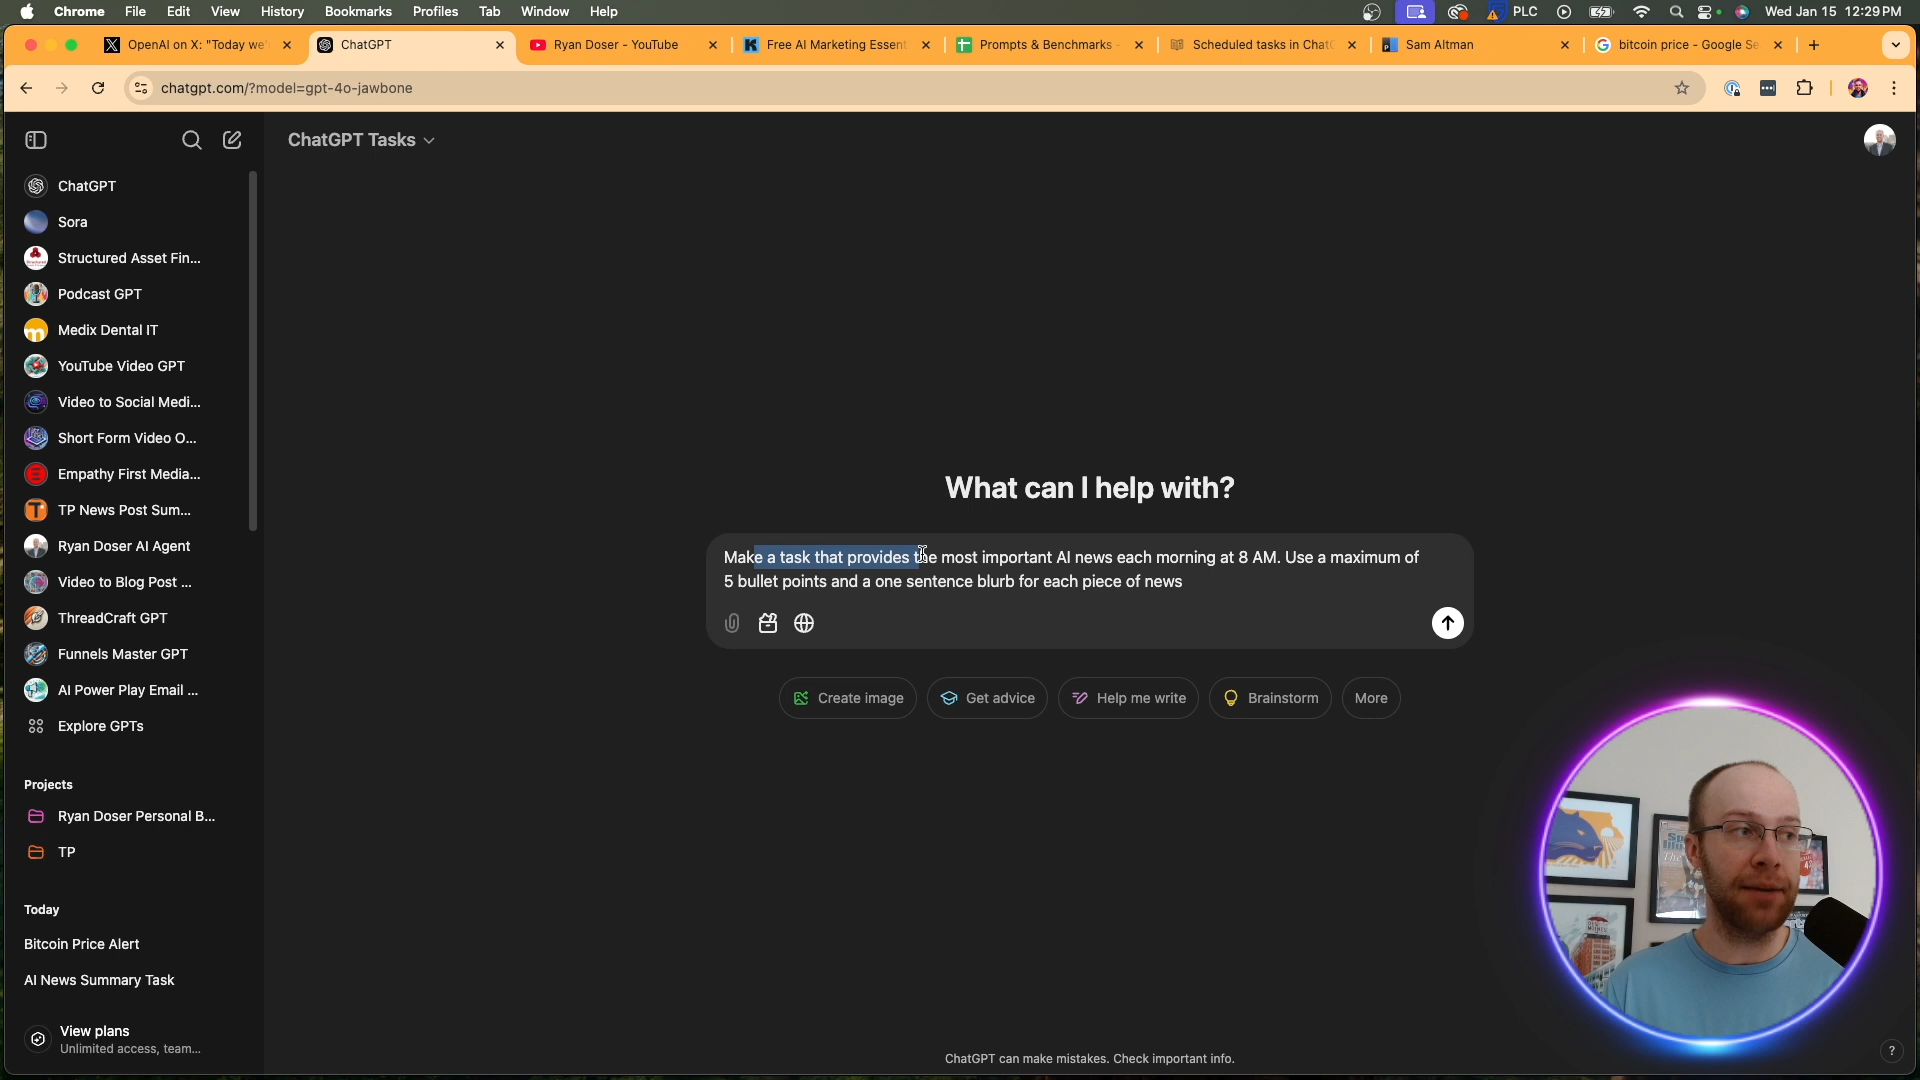 Chrome File Edit View History Bookmarks Profiles Tab Window Help PLC Wed Jan 15 12:29 PM
OpenAI on X: "Today we' ChatGPT Ryan Doser - YouTube Free AI Marketing Essent Prompts & Benchmarks - Scheduled tasks in ChatG Sam Altman bitcoin price - Google Se
chatgpt.com/?model=gpt-4o-jawbone
ChatGPT Tasks
ChatGPT
Sora
Structured Asset Fin...
Podcast GPT
Medix Dental IT
YouTube Video GPT
Video to Social Medi...
Short Form Video O...
Empathy First Media...
TP News Post Sum...
Ryan Doser AI Agent
Video to Blog Post ...
ThreadCraft GPT
Funnels Master GPT
AI Power Play Email ...
Explore GPTs
Projects
Ryan Doser Personal B...
TP
Today
Bitcoin Price Alert
AI News Summary Task
View plans
Unlimited access, team...
What can I help with?
Make a task that provides the most important AI news each morning at 8 AM. Use a maximum of
5 bullet points and a one sentence blurb for each piece of news
Create image Get advice Help me write Brainstorm More
ChatGPT can make mistakes. Check important info.
?